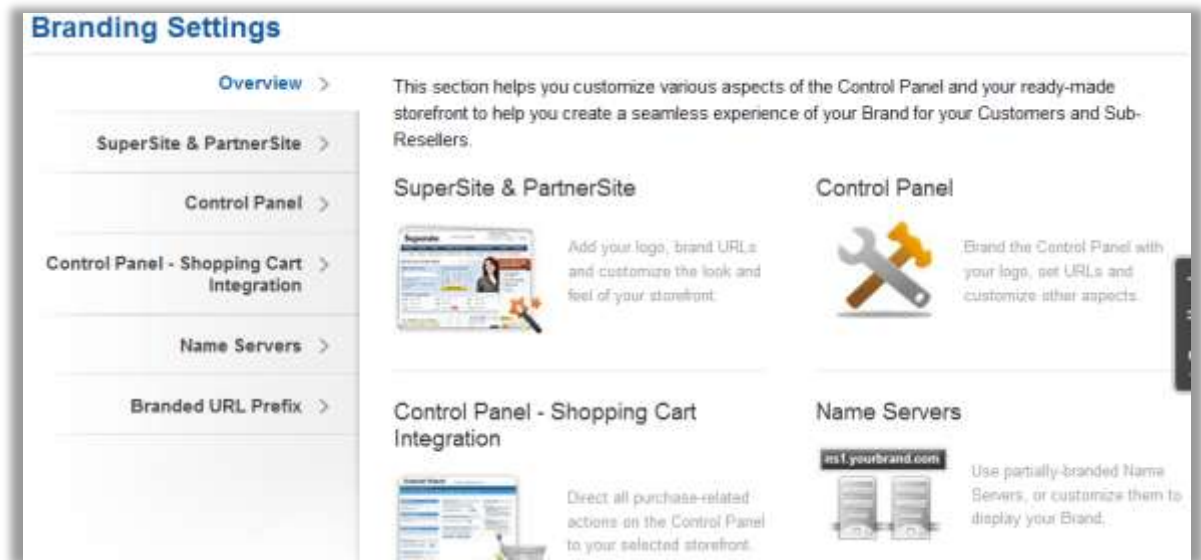 Branding Settings
Overview >
SuperSite & PartnerSite >
Control Panel >
Control Panel - Shopping Cart >
Integration
Name Servers >
Branded URL Prefix >
This section helps you customize various aspects of the Control Panel and your ready-made
storefront to help you create a seamless experience of your Brand for your Customers and Sub-
Resellers.
SuperSite & PartnerSite
Add your logo, brand URLs
and customize the look and
feel of your storefront.
Control Panel
Brand the Control Panel with
your logo, set URLs and
customize other aspects.
Control Panel - Shopping Cart
Integration
Direct all purchase-related
actions on the Control Panel
to your selected storefront.
Name Servers
ns1.yourbrand.com
Use partially-branded Name
Servers, or customize them to
display your Brand.